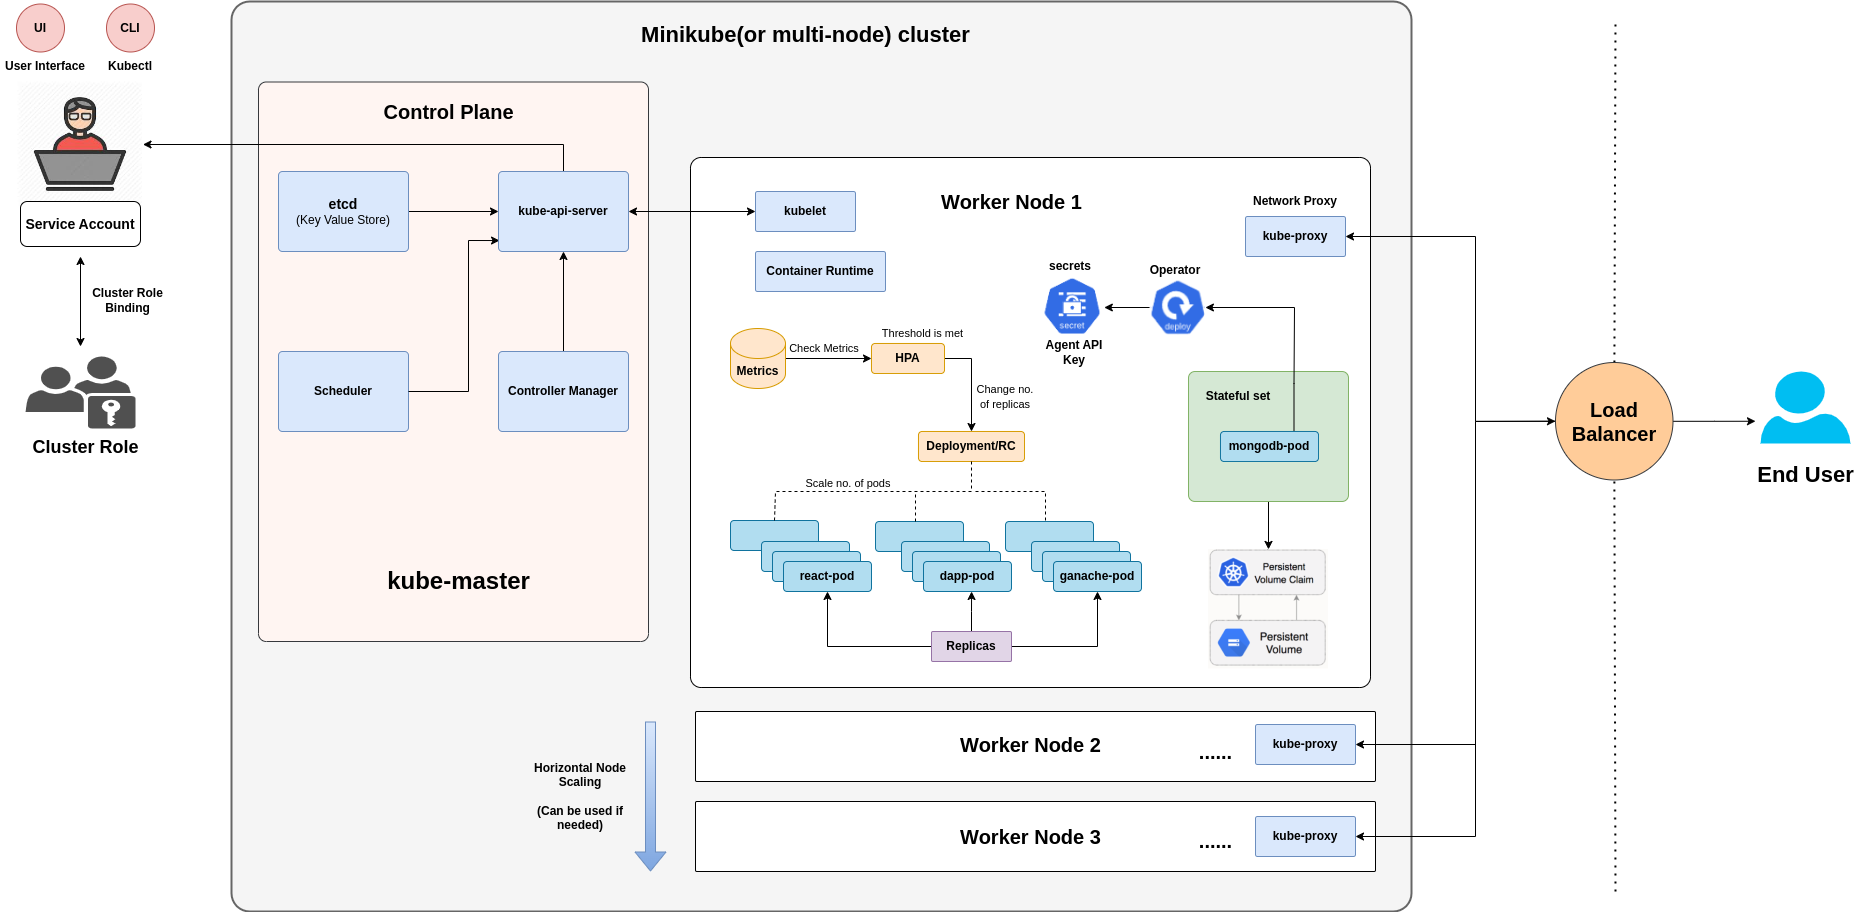 UI
CLI
User Interface
Kubectl
Service Account
Cluster Role
Binding
Cluster Role
Minikube(or multi-node) cluster
Control Plane
etcd
(Key Value Store)
kube-api-server
Scheduler
Controller Manager
kube-master
Worker Node 1
kubelet
Container Runtime
Network Proxy
kube-proxy
secrets
secret
Agent API
Key
Operator
deploy
Metrics
Check Metrics
Threshold is met
HPA
Change no.
of replicas
Deployment/RC
Scale no. of pods
react-pod
dapp-pod
ganache-pod
Replicas
Stateful set
mongodb-pod
Persistent
Volume Claim
Persistent
Volume
Horizontal Node
Scaling
(Can be used if
needed)
Worker Node 2
......
kube-proxy
Worker Node 3
......
kube-proxy
Load
Balancer
End User